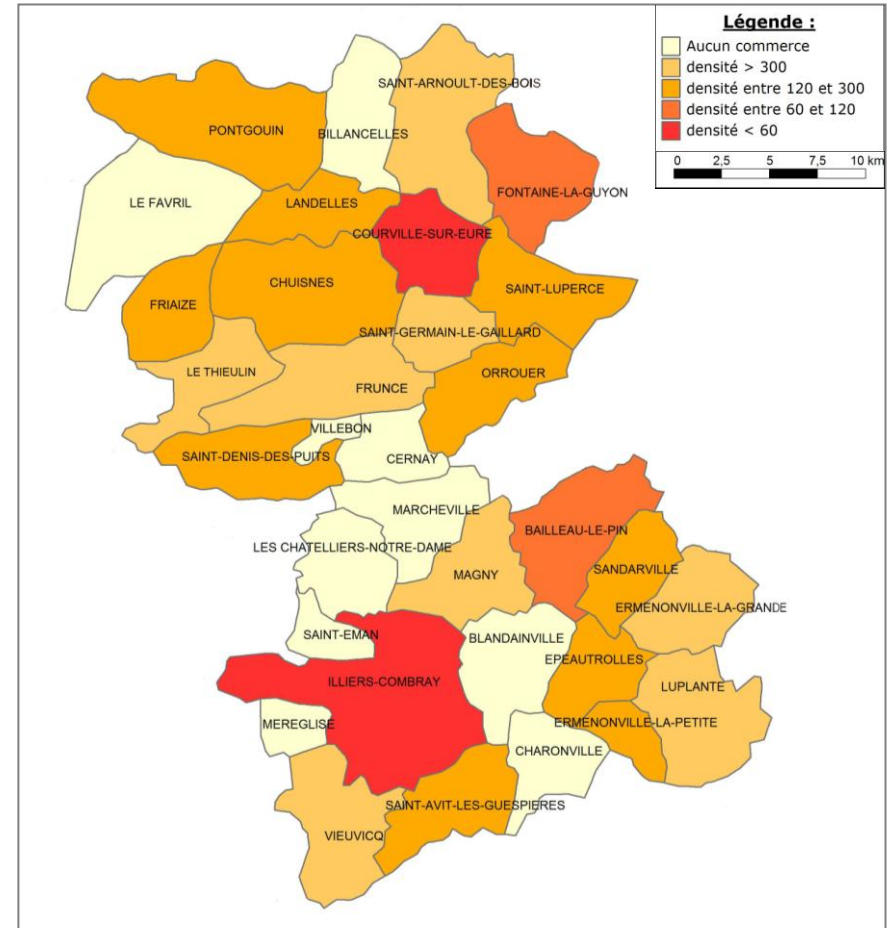 Légende :
Aucun commerce
densité > 300
densité entre 120 et 300
densité entre 60 et 120
densité < 60
0 2,5 5 7,5 10 km
SAINT-ARNOULT-DES-BOIS
PONTGOUIN
BILLANCELLES
FONTAINE-LA-GUYON
LE FAVRIL
LANDELLES
COURVILLE-SUR-EURE
CHUISNES
SAINT-LUPERCE
FRIAIZE
SAINT-GERMAIN-LE-GAILLARD
LE THIEULIN
ORROUER
FRUNCE
VILLEBON
SAINT-DENIS-DES-PUITS
CERNAY
MARCHEVILLE
BAILLEAU-LE-PIN
LES CHATELLIERS-NOTRE-DAME
MAGNY
SANDARVILLE
ERMENONVILLE-LA-GRANDE
SAINT-EMAN
BLANDAINVILLE
EPEAUTROLLES
ILLIERS-COMBRAY
LUPLANTE
MEREGLISE
ERMENONVILLE-LA-PETITE
CHARONVILLE
SAINT-AVIT-LES-GUESPIERES
VIEUVICQ